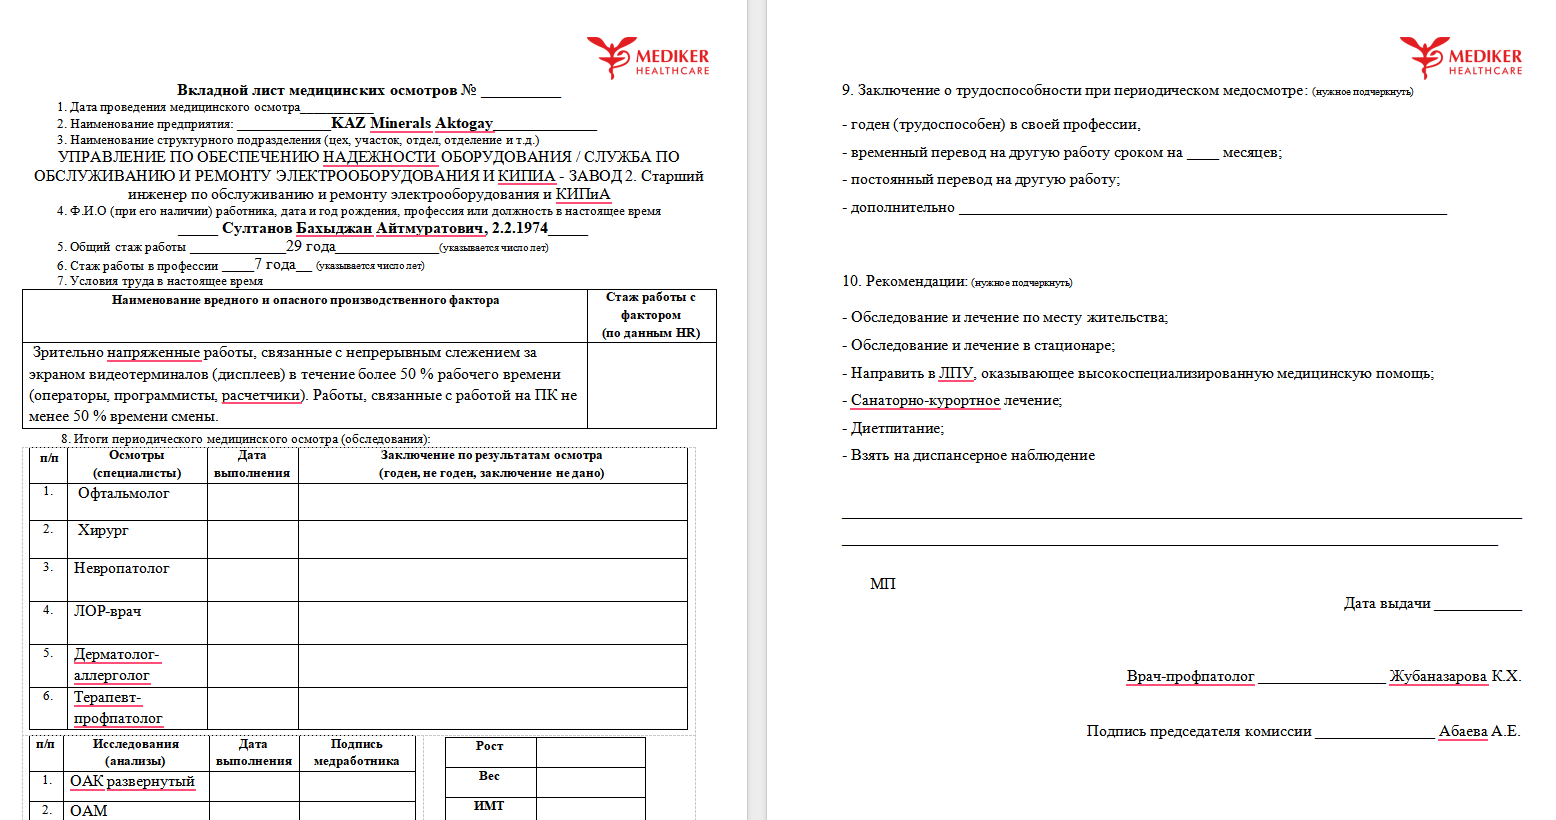 MEDIKER
HEALTHCARE
Вкладной лист медицинских осмотров № __________
1. Дата проведения медицинского осмотра___________
2. Наименование предприятия: ______________KAZ Minerals Aktogay_______________
3. Наименование структурного подразделения (цех, участок, отдел, отделение и т.д.)
УПРАВЛЕНИЕ ПО ОБЕСПЕЧЕНИЮ НАДЕЖНОСТИ ОБОРУДОВАНИЯ / СЛУЖБА ПО
ОБСЛУЖИВАНИЮ И РЕМОНТУ ЭЛЕКТРООБОРУДОВАНИЯ И КИПИА - ЗАВОД 2. Старший
инженер по обслуживанию и ремонту электрооборудования и КИПиА
4. Ф.И.О (при его наличии) работника, дата и год рождения, профессия или должность в настоящее время
_____ Султанов Бахыджан Айтмуратович, 2.2.1974_____
5. Общий стаж работы ____________29 года_____________(указывается число лет)
6. Стаж работы в профессии ____7 года__ (указывается число лет)
7. Условия труда в настоящее время
Наименование вредного и опасного производственного фактора
Стаж работы с
фактором
(по данным HR)
Зрительно напряженные работы, связанные с непрерывным слежением за
экраном видеотерминалов (дисплеев) в течение более 50 % рабочего времени
(операторы, программисты, расчетчики). Работы, связанные с работой на ПК не
менее 50 % времени смены.
8. Итоги периодического медицинского осмотра (обследования):
п/п
Осмотры
(специалисты)
Дата
выполнения
Заключение по результатам осмотра
(годен, не годен, заключение не дано)
1. Офтальмолог
2. Хирург
3. Невропатолог
4. ЛОР-врач
5. Дерматолог-
аллерголог
6. Терапевт-
профпатолог
п/п
Исследования
(анализы)
Дата
выполнения
Подпись
медработника
1. ОАК развернутый
2. ОАМ
Рост
Вес
ИМТ
MEDIKER
HEALTHCARE
9. Заключение о трудоспособности при периодическом медосмотре: (нужное подчеркнуть)
- годен (трудоспособен) в своей профессии,
- временный перевод на другую работу сроком на ____ месяцев;
- постоянный перевод на другую работу;
- дополнительно _____________________________________________________________
10. Рекомендации: (нужное подчеркнуть)
- Обследование и лечение по месту жительства;
- Обследование и лечение в стационаре;
- Направить в ЛПУ, оказывающее высокоспециализированную медицинскую помощь;
- Санаторно-курортное лечение;
- Диетпитание;
- Взять на диспансерное наблюдение
МП
Дата выдачи ___________
Врач-профпатолог ________________ Жубаназарова К.Х.
Подпись председателя комиссии _______________ Абаева А.Е.